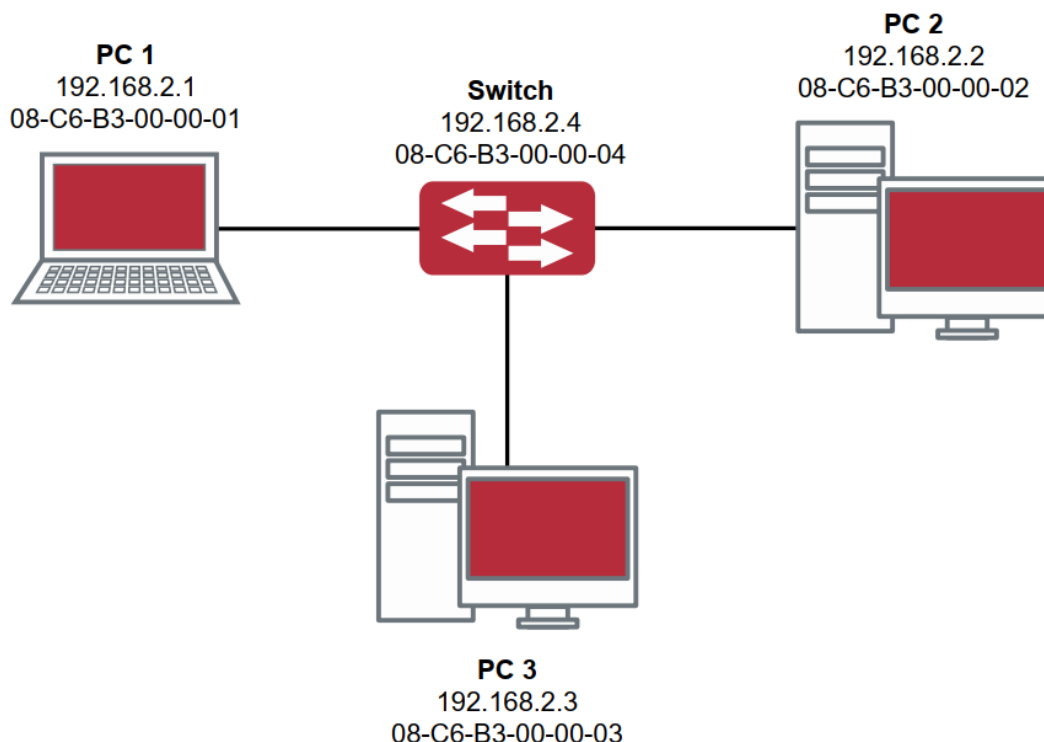 PC 1
192.168.2.1
08-C6-B3-00-00-01
Switch
192.168.2.4
08-C6-B3-00-00-04
PC 2
192.168.2.2
08-C6-B3-00-00-02
PC 3
192.168.2.3
08-C6-B3-00-00-03